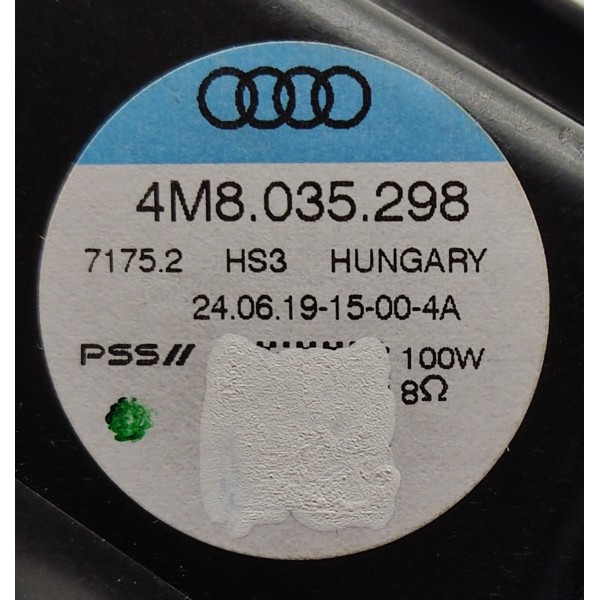 4M8.035.298
7175.2 HS3 HUNGARY
24.06.19-15-00-4A
PSS// 100W
8Ω